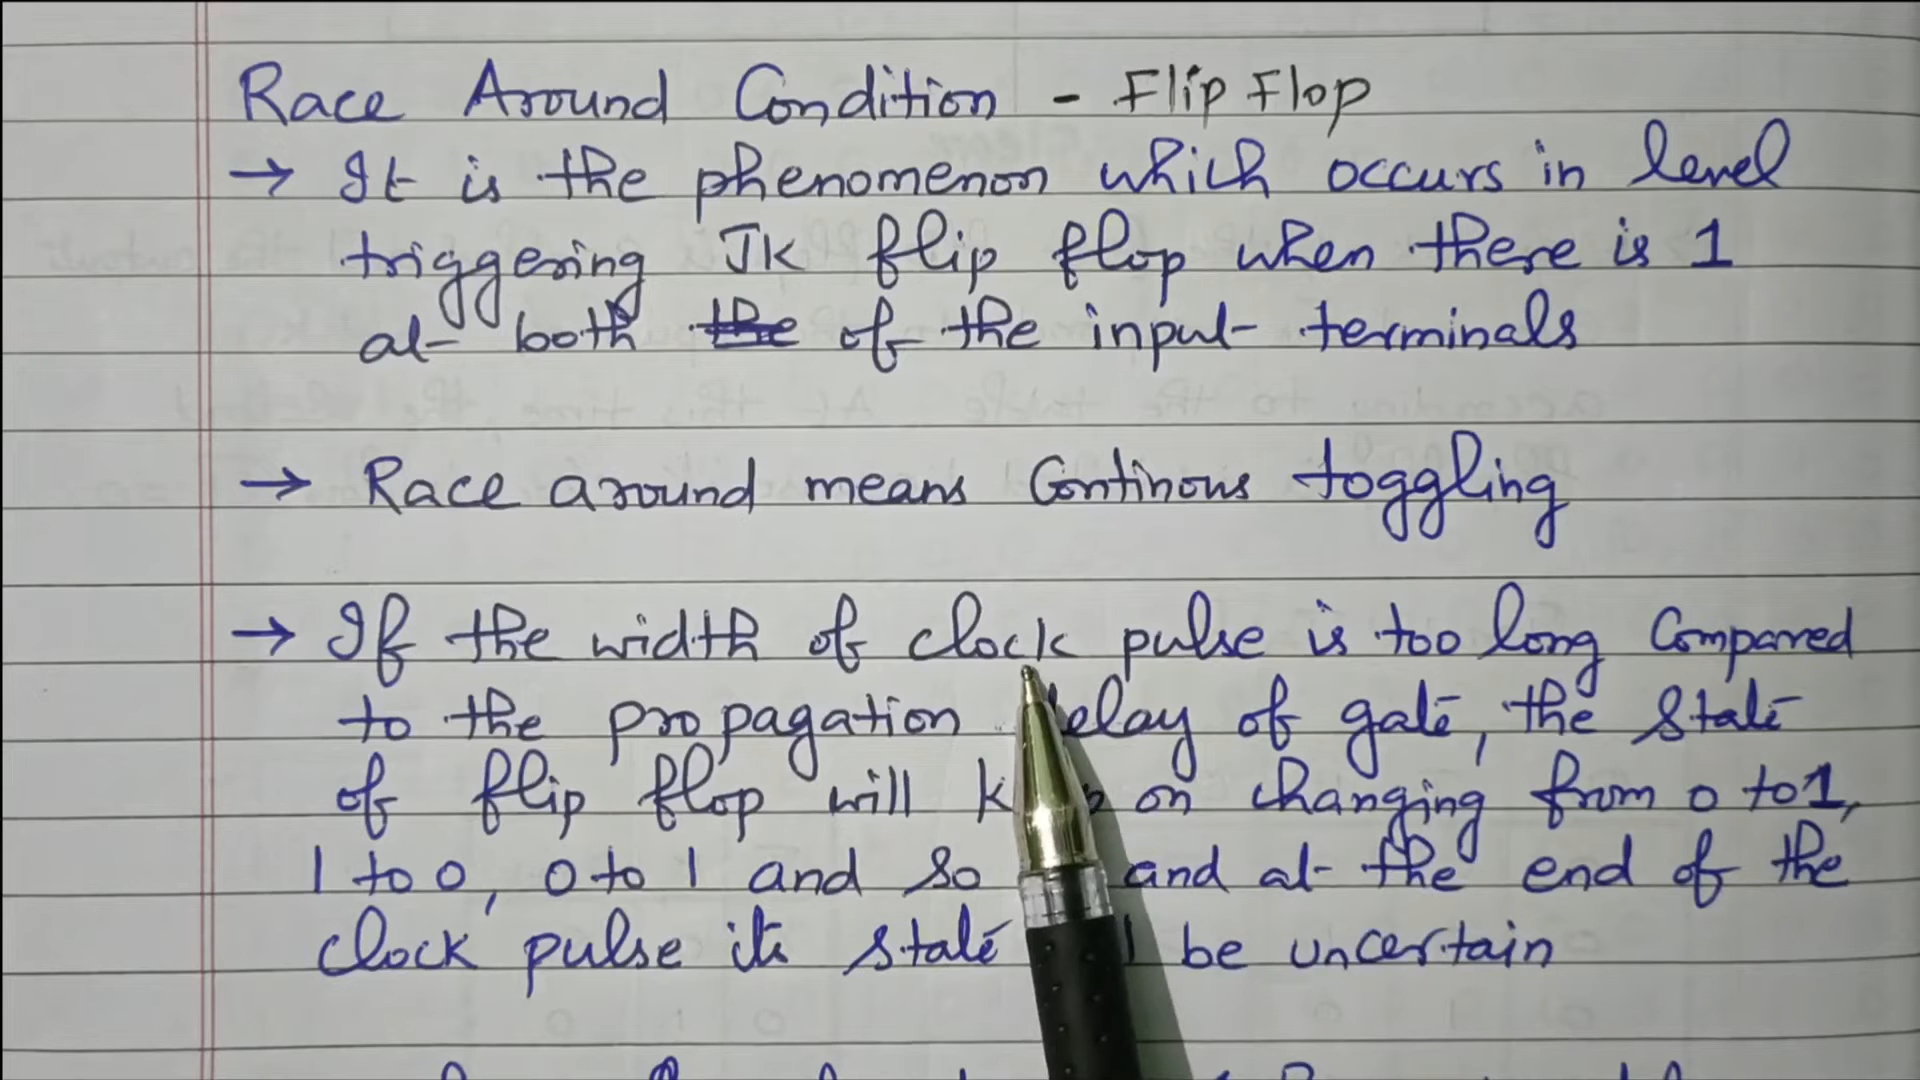 Race Around Condition - Flip Flop
→ It is the phenomenon which occurs in level
triggering JK flip flop when there is 1
at both the of the input terminals
→ Race around means Continous toggling
→ If the width of clock pulse is too long Compared
to the propagation delay of gate, the state
of flip flop will on changing from 0 to 1,
1 to 0, 0 to 1 and so and at the end of the
clock pulse its state be uncertain